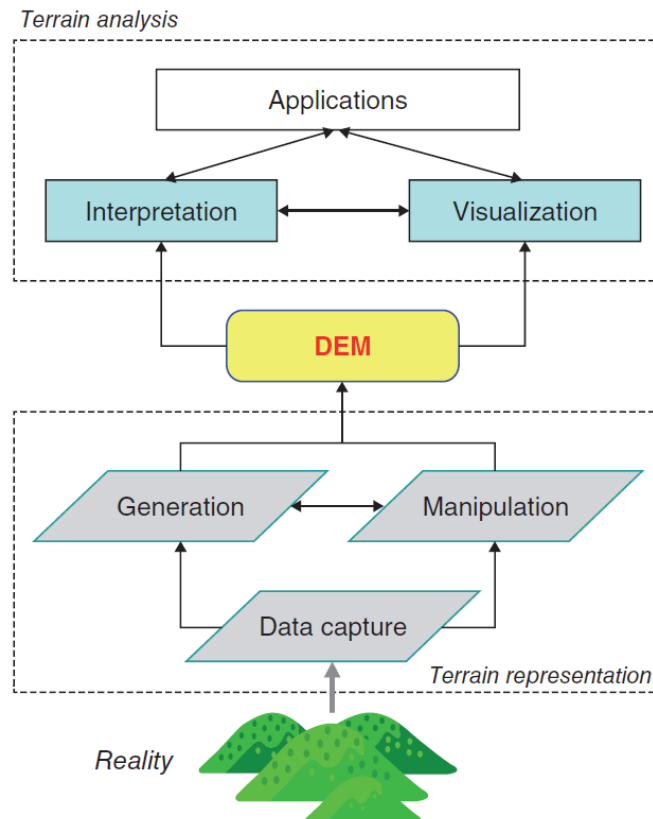 Terrain analysis
Applications
Interpretation
Visualization
DEM
Generation
Manipulation
Data capture
Terrain representation
Reality